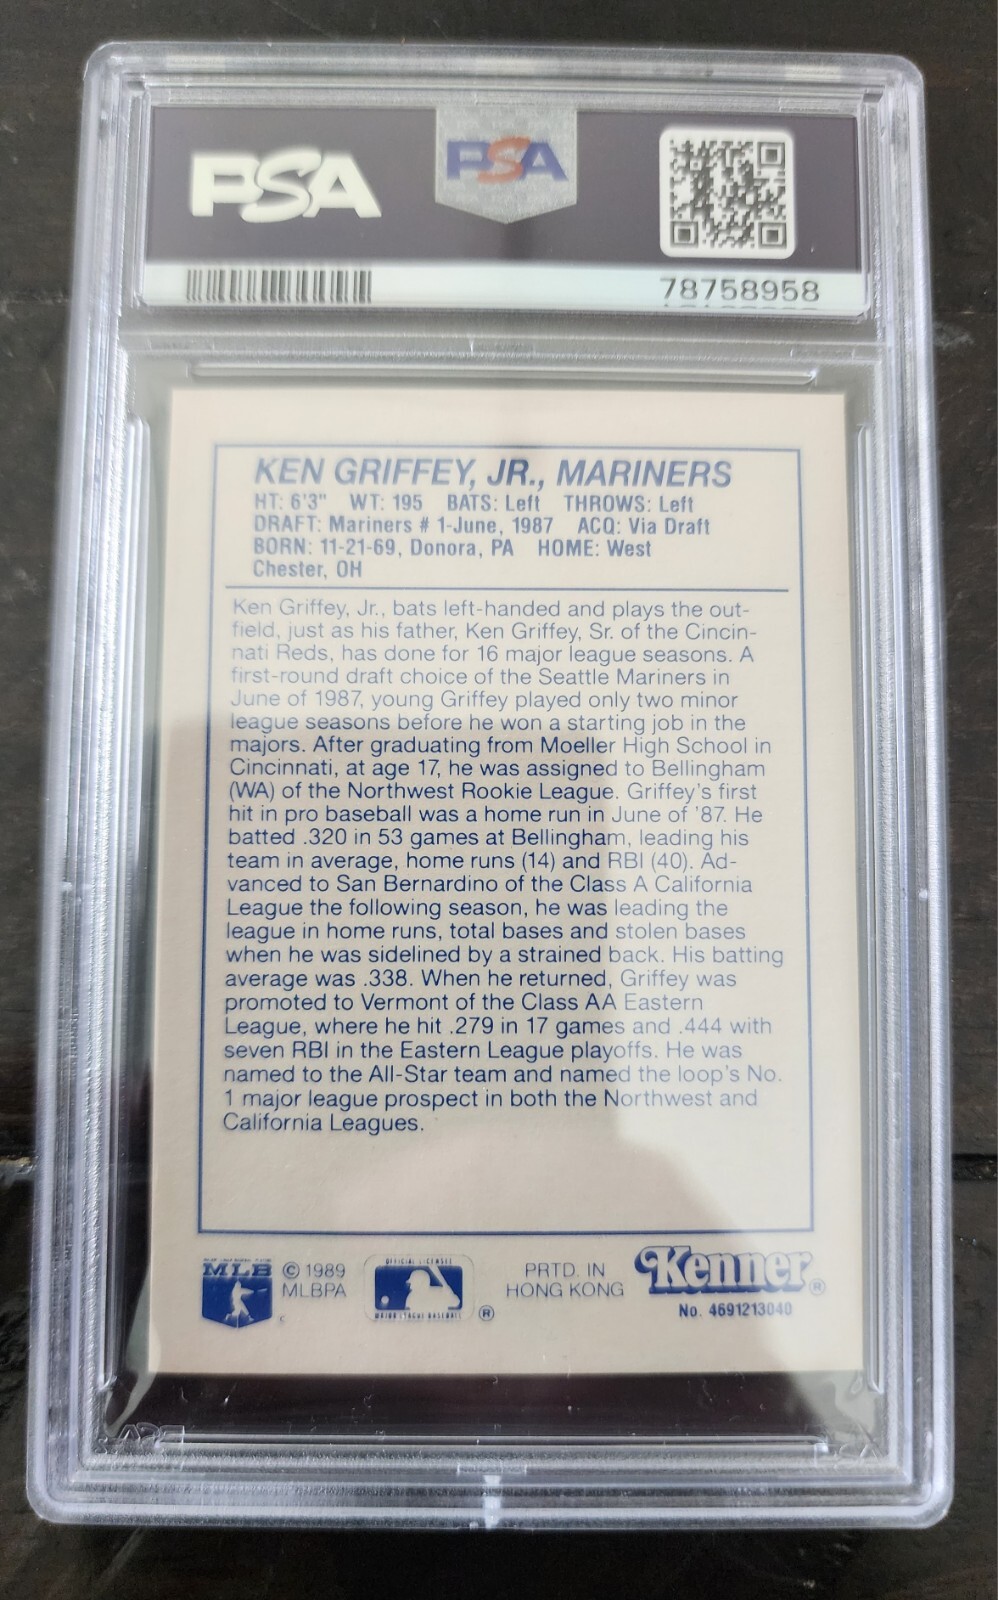 PSA
PSA
78758958
KEN GRIFFEY, JR., MARINERS
HT: 6'3" WT: 195 BATS: Left THROWS: Left
DRAFT: Mariners # 1-June, 1987 ACQ: Via Draft
BORN: 11-21-69, Donora, PA HOME: West
Chester, OH
Ken Griffey, Jr., bats left-handed and plays the out-
field, just as his father, Ken Griffey, Sr. of the Cincin-
nati Reds, has done for 16 major league seasons. A
first-round draft choice of the Seattle Mariners in
June of 1987, young Griffey played only two minor
league seasons before he won a starting job in the
majors. After graduating from Moeller High School in
Cincinnati, at age 17, he was assigned to Bellingham
(WA) of the Northwest Rookie League. Griffey's first
hit in pro baseball was a home run in June of '87. He
batted .320 in 53 games at Bellingham, leading his
team in average, home runs (14) and RBI (40). Ad-
vanced to San Bernardino of the Class A California
League the following season, he was leading the
league in home runs, total bases and stolen bases
when he was sidelined by a strained back. His batting
average was .338. When he returned, Griffey was
promoted to Vermont of the Class AA Eastern
League, where he hit .279 in 17 games and .444 with
seven RBI in the Eastern League playoffs. He was
named to the All-Star team and named the loop's No.
1 major league prospect in both the Northwest and
California Leagues.
MLB © 1989
MLBPA
OFFICIAL LICENSEE
MAJOR LEAGUE BASEBALL ®
PRTD. IN
HONG KONG
Kenner®
No. 4691213040
PSA